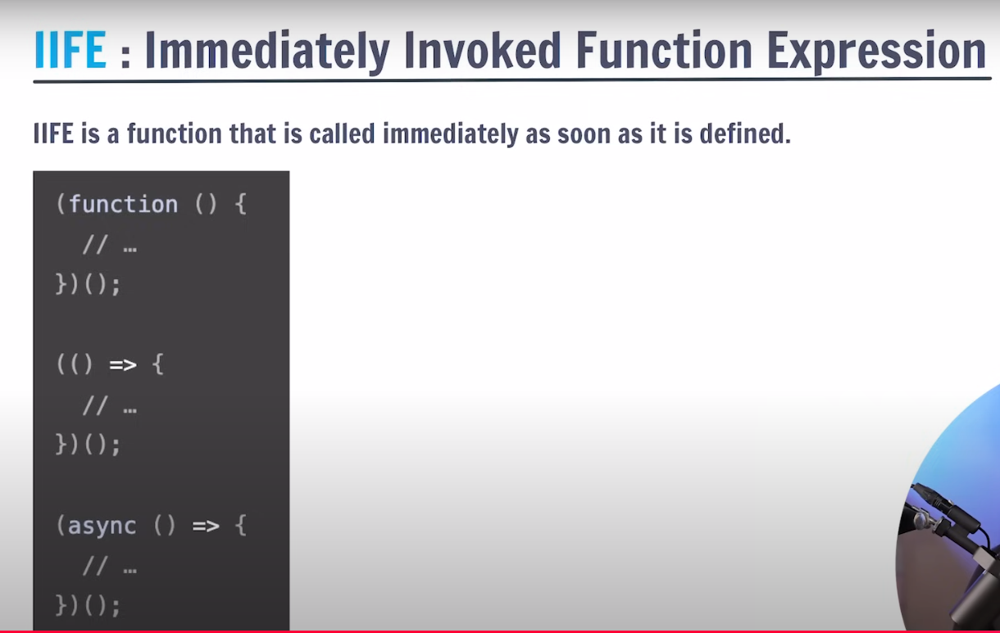 IIFE : Immediately Invoked Function Expression
IIFE is a function that is called immediately as soon as it is defined.
(function () {
  // …
})();
(() => {
  // …
})();
(async () => {
  // …
})();